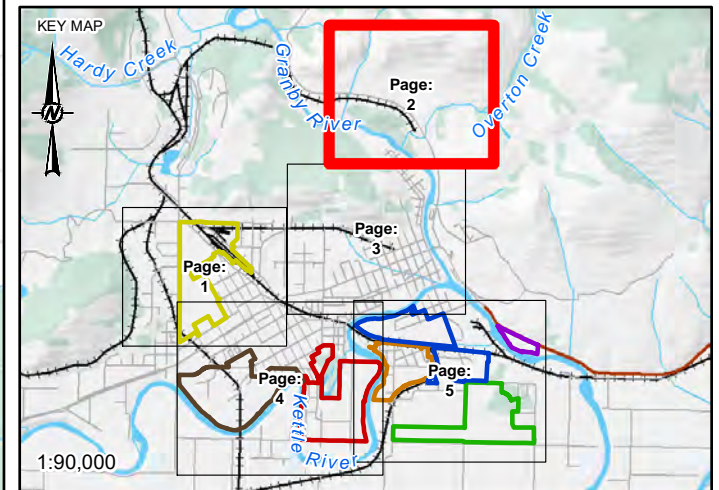 KEY MAP
Hardy Creek
N
Granby River
Overton Creek
Page:
2
Page:
3
Page:
1
Page:
4
Page:
5
Kettle River
1:90,000